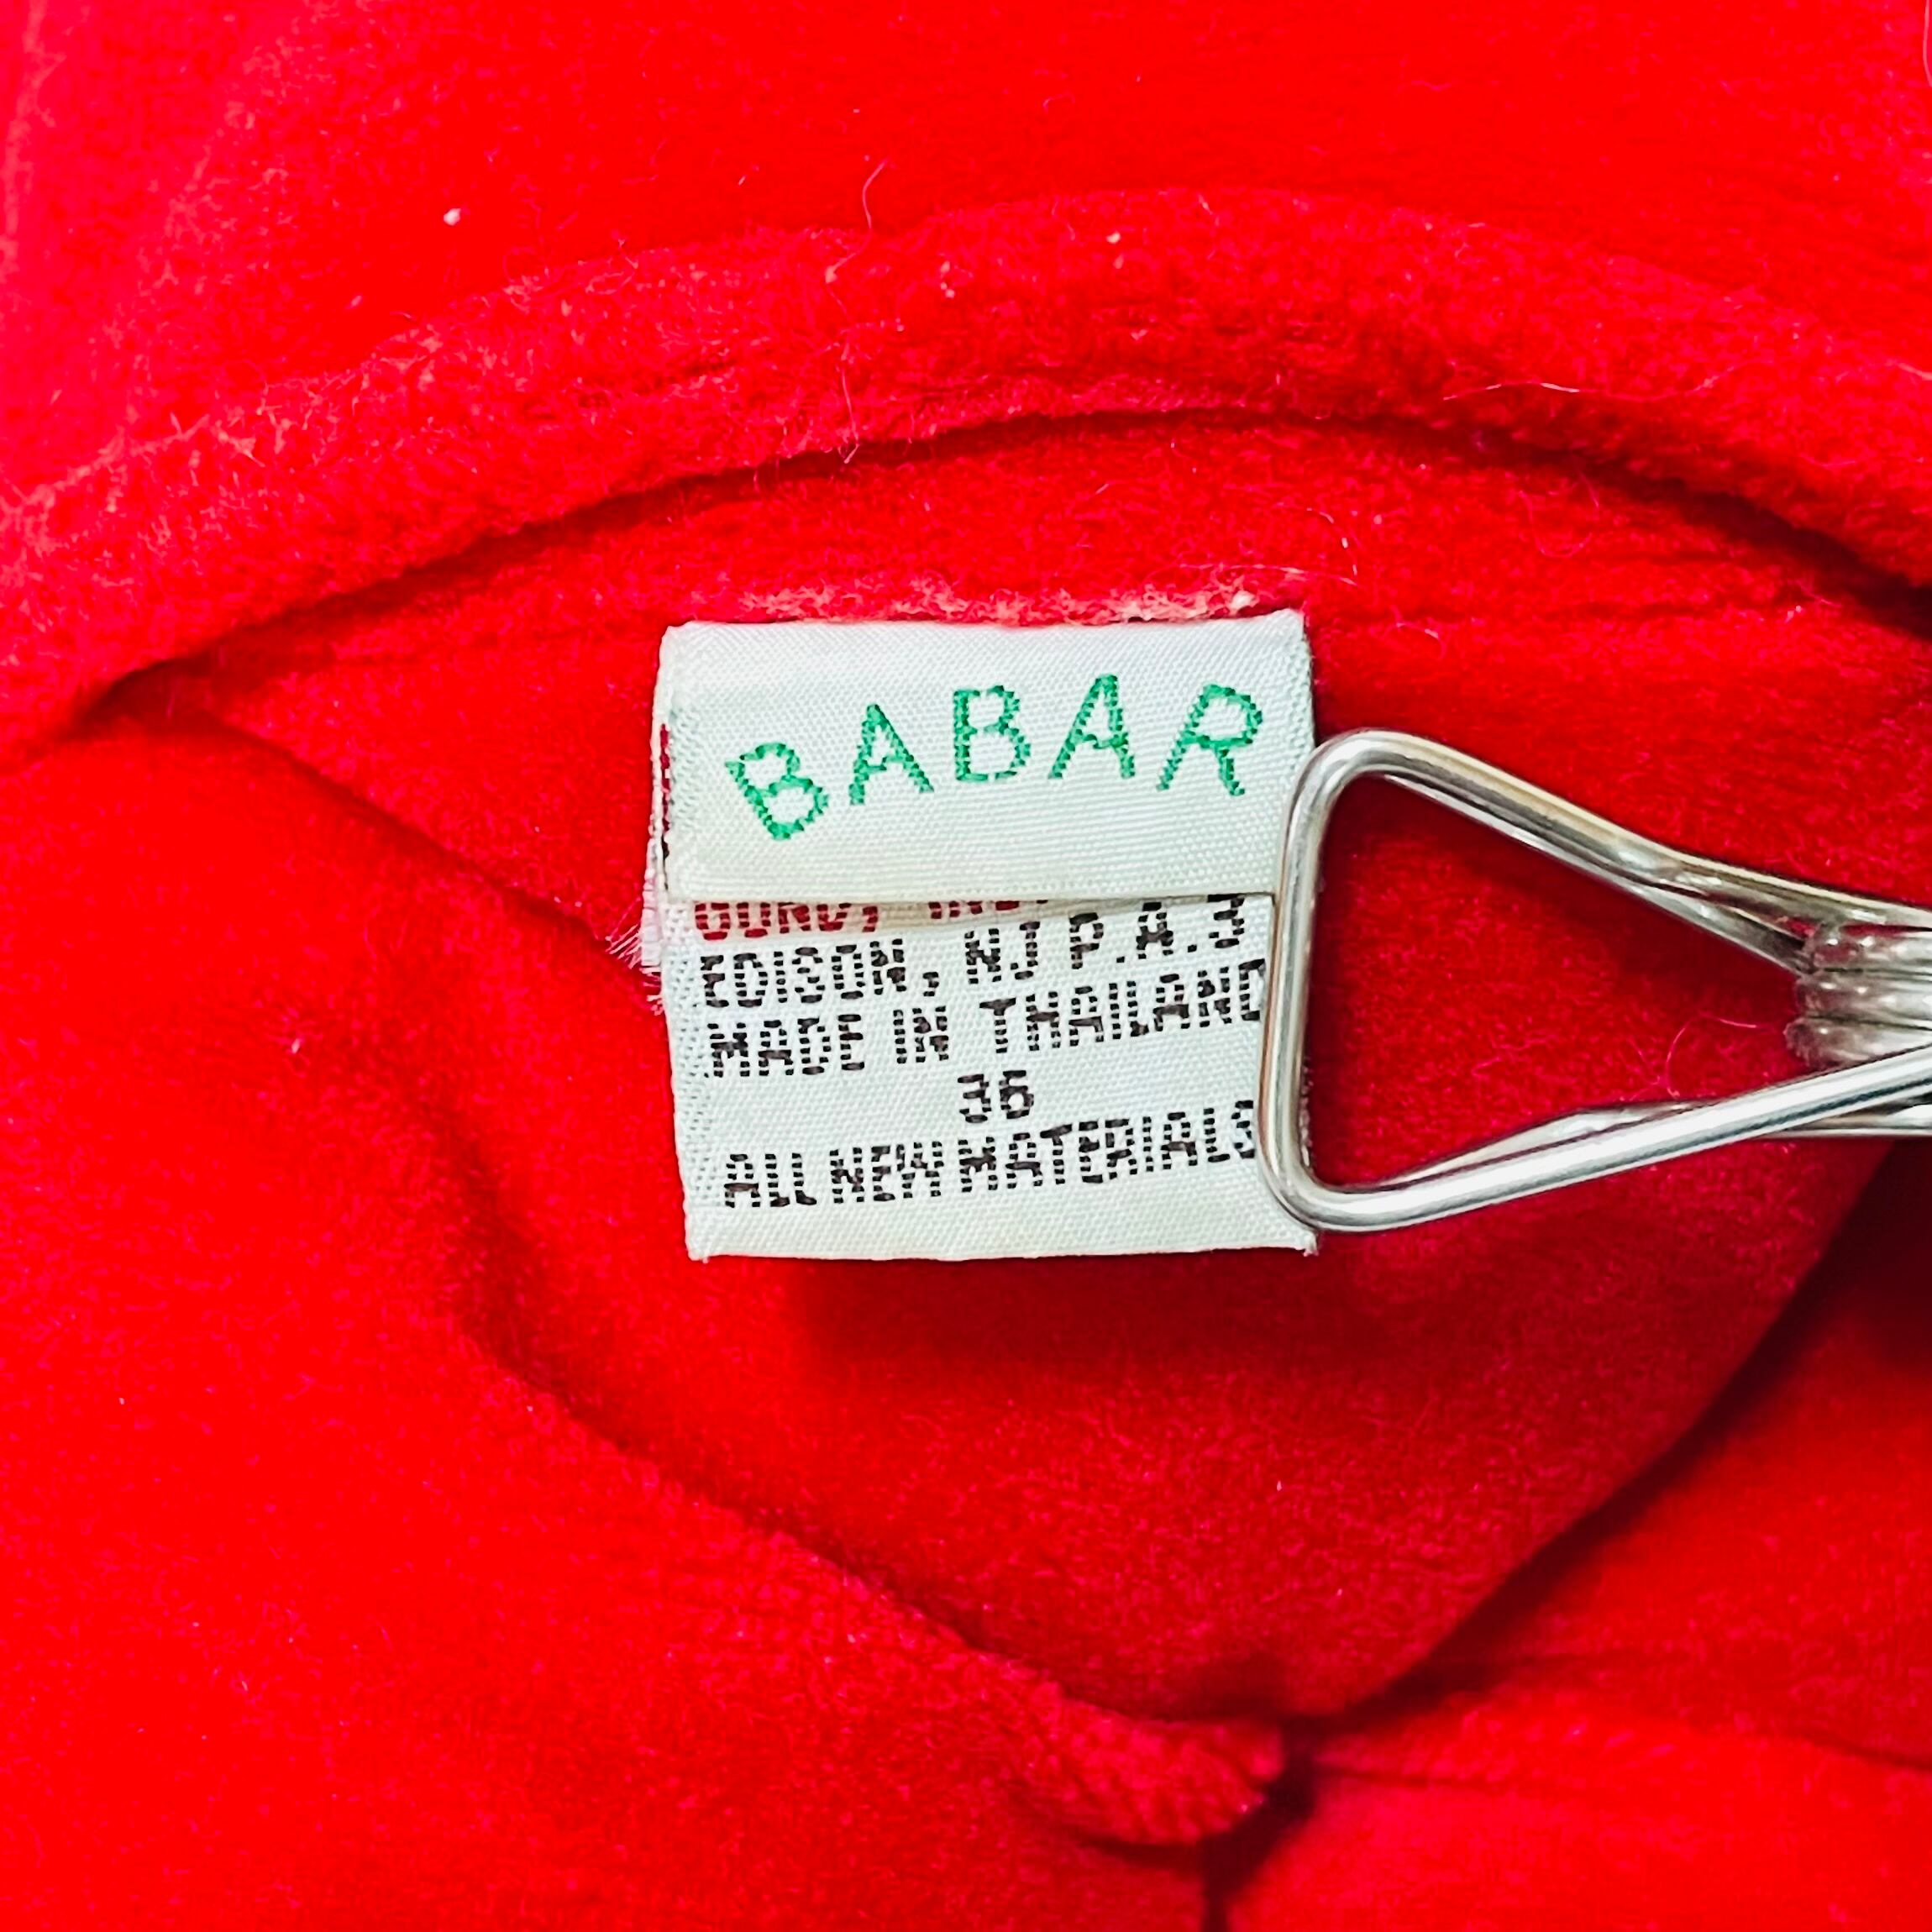 BABAR
EDISON, NJ P.A.3
MADE IN THAILAND
36
ALL NEW MATERIALS